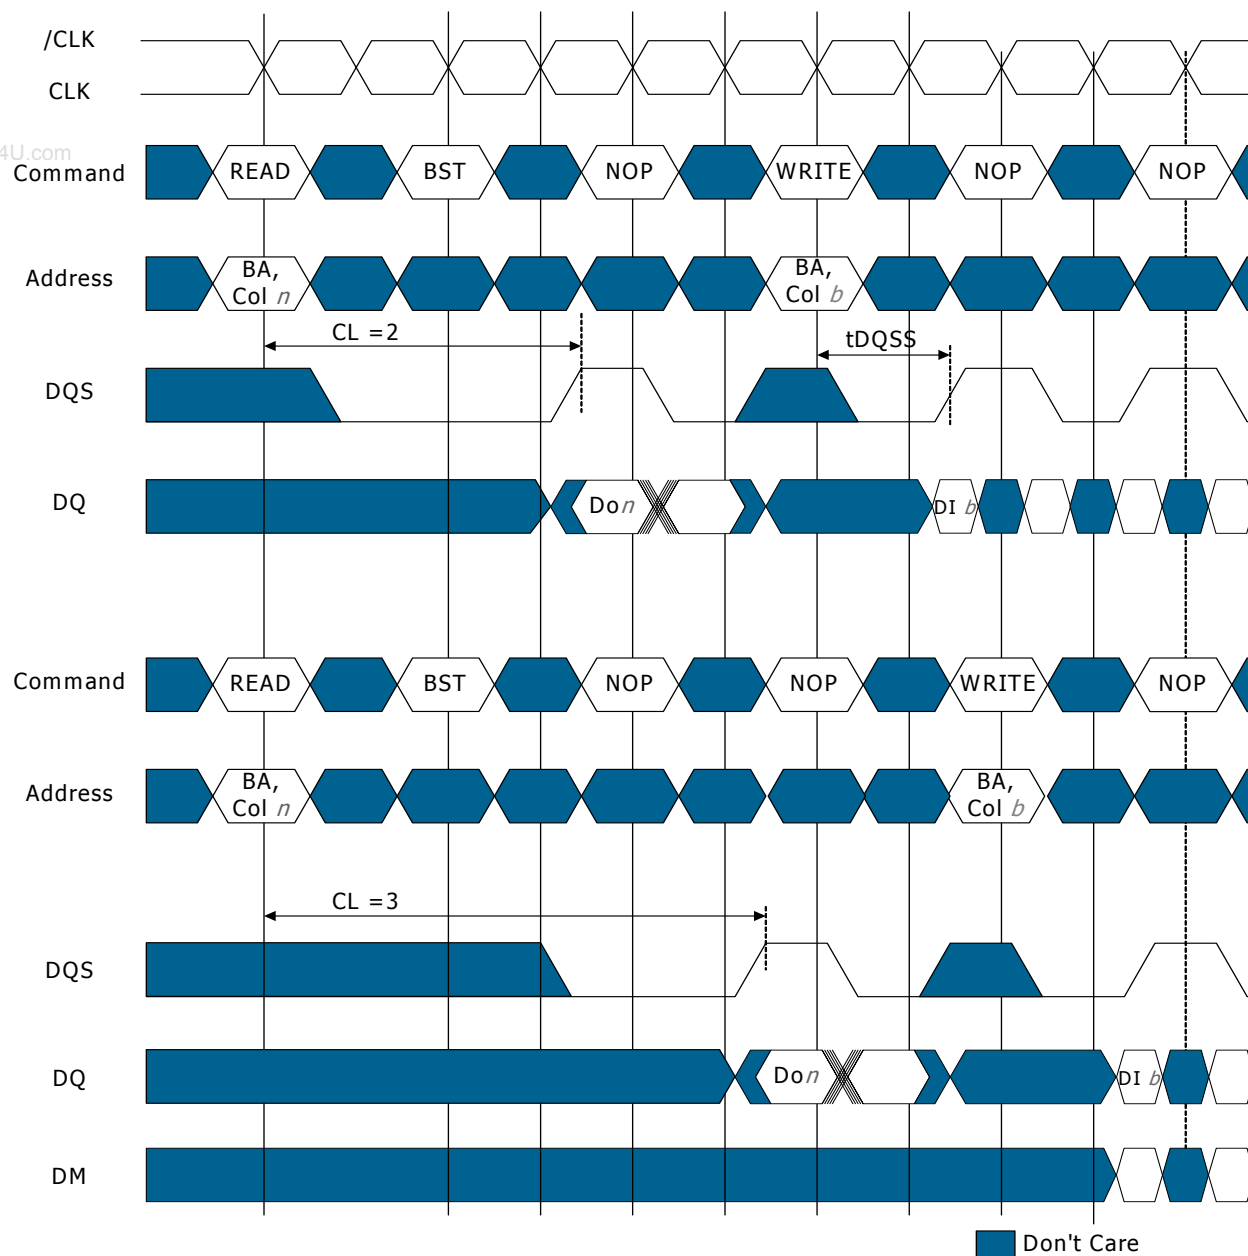 /CLK
CLK
4U.com
Command READ BST NOP WRITE NOP NOP
Address BA, Col n BA, Col b
CL =2 tDQSS
DQS
DQ Don DI b
Command READ BST NOP NOP WRITE NOP
Address BA, Col n BA, Col b
CL =3
DQS
DQ Don DI b
DM
Don't Care